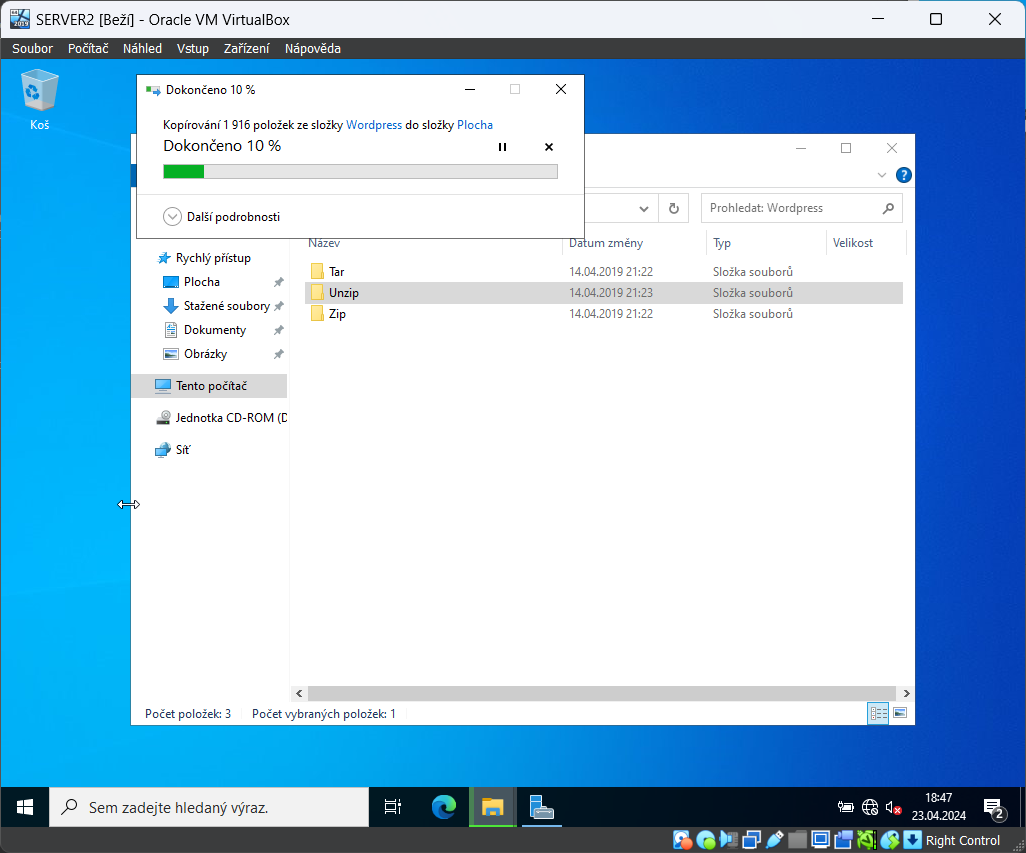 SERVER2 [Beží] - Oracle VM VirtualBox
Soubor Počítač Náhled Vstup Zařízení Nápověda
Koš
Dokončeno 10 %
Kopírování 1 916 položek ze složky Wordpress do složky Plocha
Dokončeno 10 %
Další podrobnosti
Prohledat: Wordpress
Název Datum změny Typ Velikost
Rychlý přístup
Plocha
Stažené soubory
Dokumenty
Obrázky
Tento počítač
Jednotka CD-ROM (D
Síť
Tar 14.04.2019 21:22 Složka souborů
Unzip 14.04.2019 21:23 Složka souborů
Zip 14.04.2019 21:22 Složka souborů
Počet položek: 3 Počet vybraných položek: 1
Sem zadejte hledaný výraz.
18:47
23.04.2024
2
Right Control